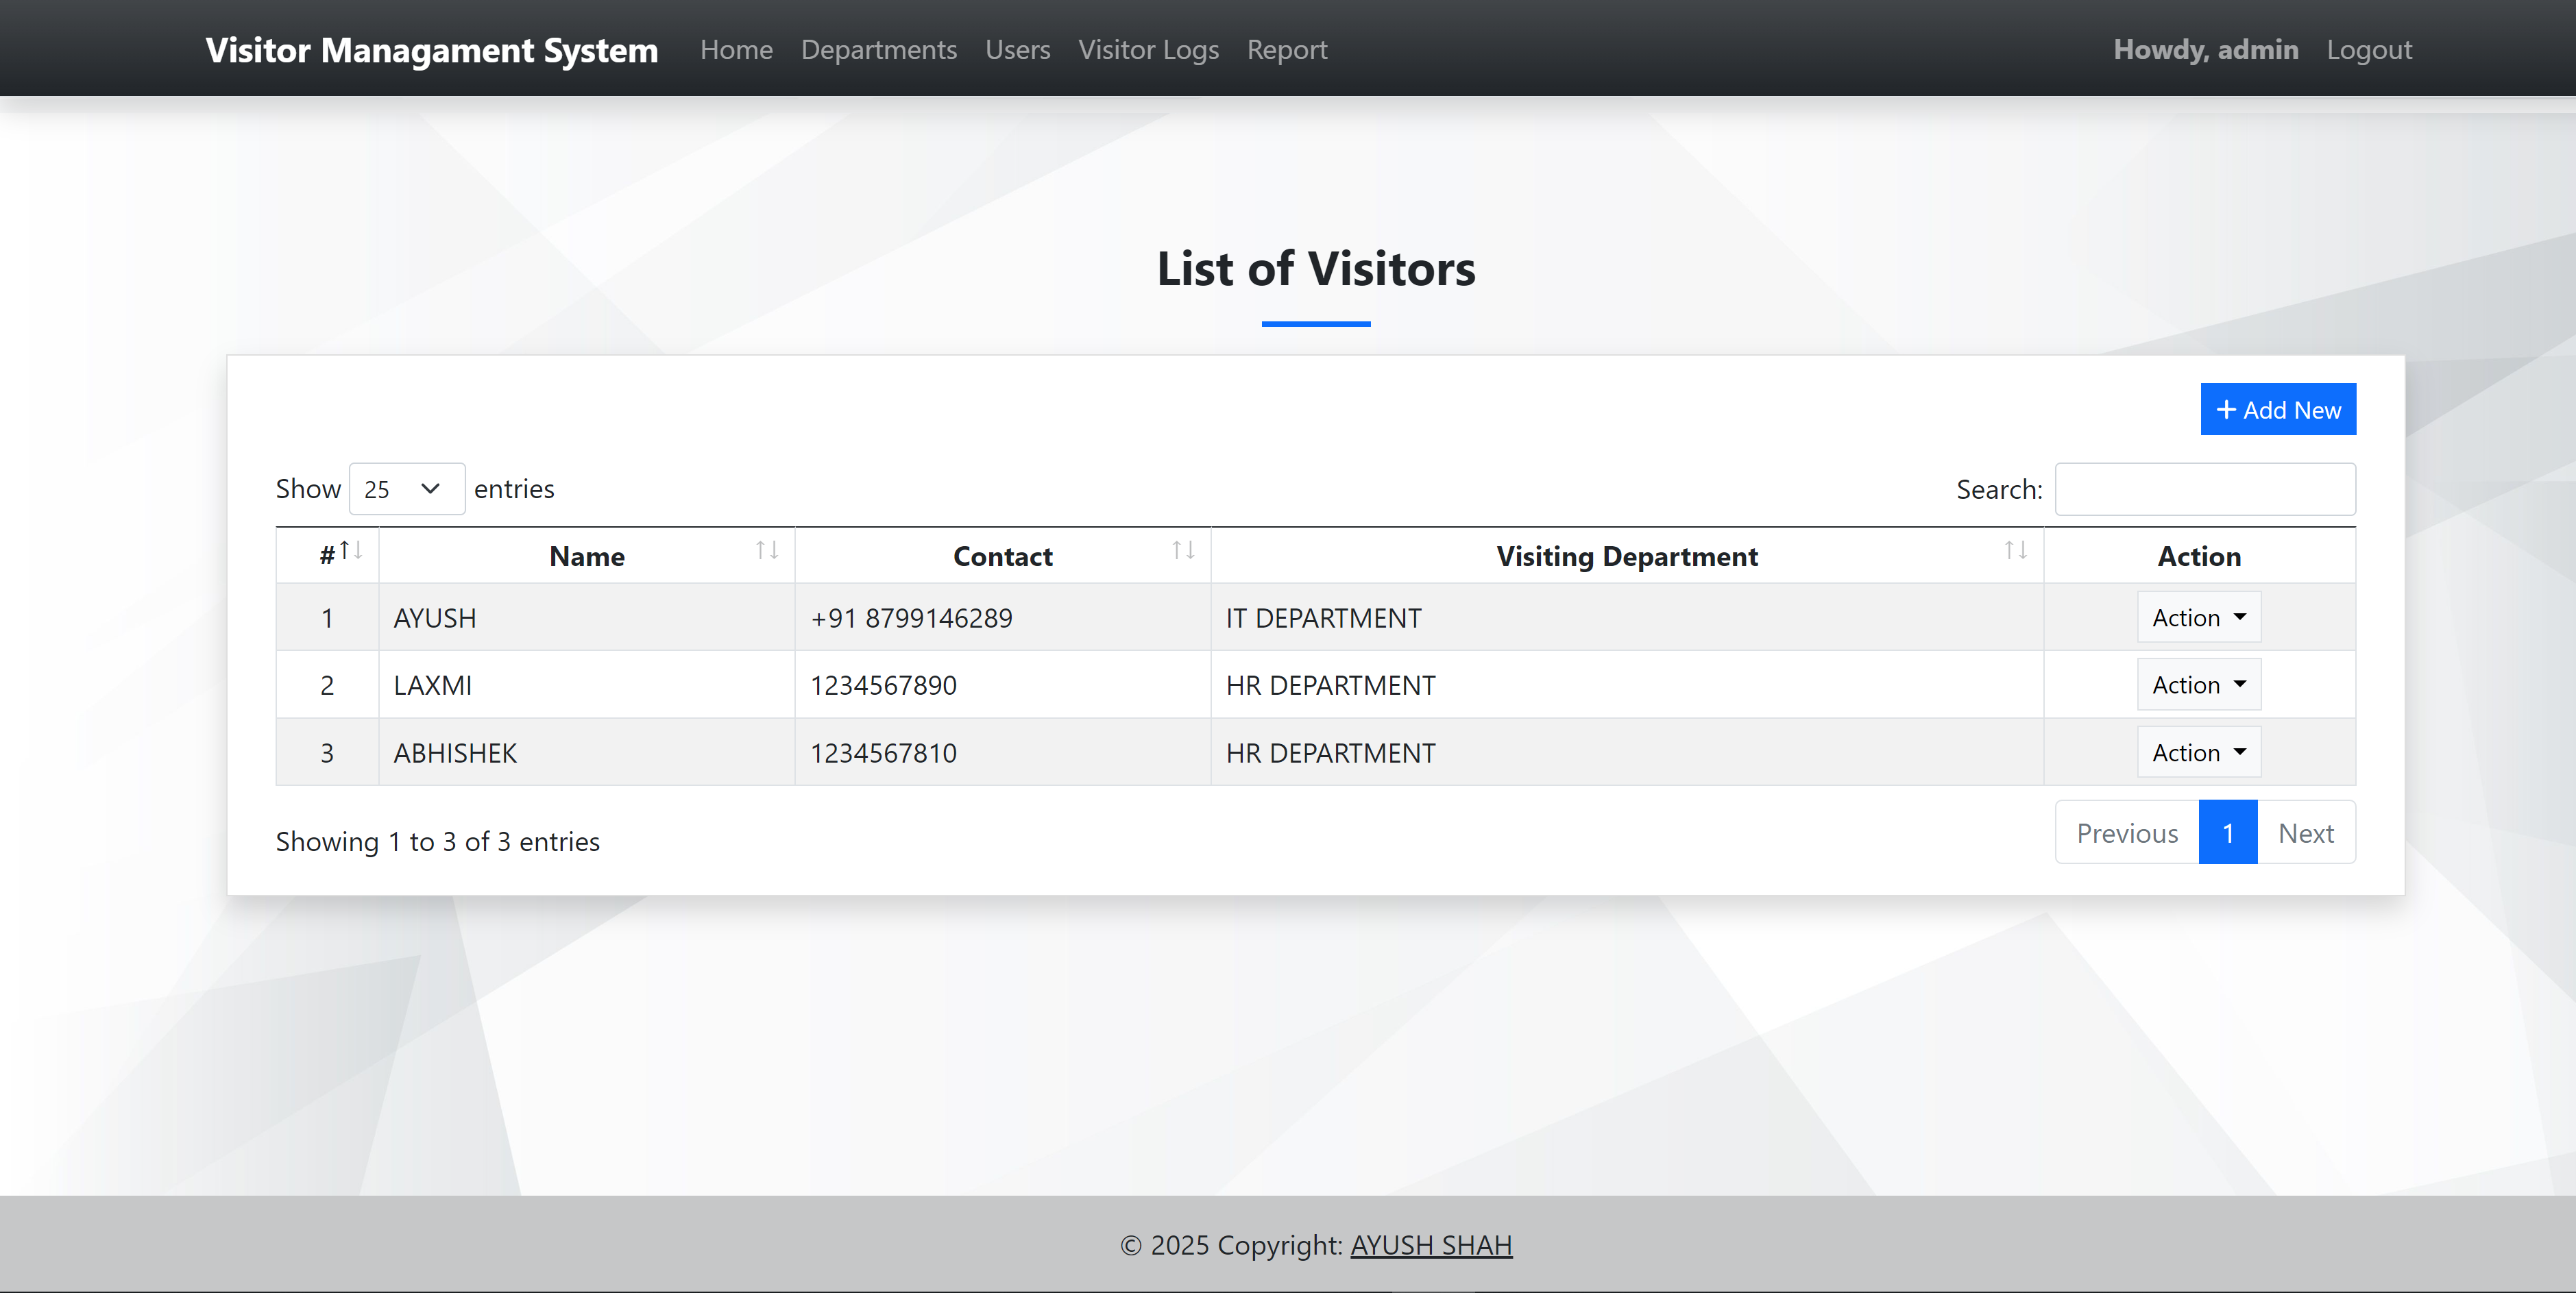 Visitor Managament System Home Departments Users Visitor Logs Report Howdy, admin Logout
List of Visitors
+ Add New
Show 25 entries Search:
# Name Contact Visiting Department Action
1 AYUSH +91 8799146289 IT DEPARTMENT Action
2 LAXMI 1234567890 HR DEPARTMENT Action
3 ABHISHEK 1234567810 HR DEPARTMENT Action
Showing 1 to 3 of 3 entries Previous 1 Next
© 2025 Copyright: AYUSH SHAH